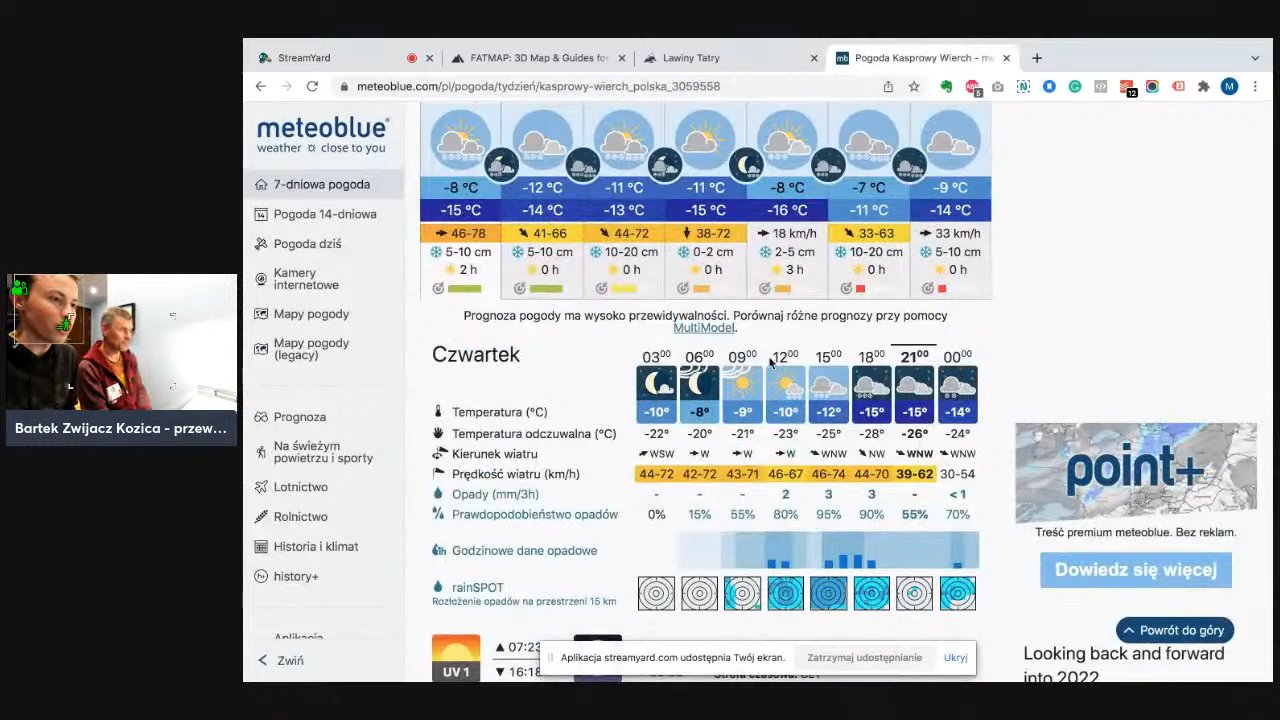 StreamYard
FATMAP: 3D Map & Guides fo
Lawiny Tatry
mb Pogoda Kasprowy Wierch - me
meteoblue.com/pl/pogoda/tydzień/kasprowy-wierch_polska_3059558
8
12
M
meteoblue®
weather close to you
7-dniowa pogoda
14 Pogoda 14-dniowa
Pogoda dziś
Kamery
internetowe
Mapy pogody
Mapy pogody
(legacy)
Prognoza
Na świeżym
powietrzu i sporty
Lotnictwo
Rolnictwo
Historia i klimat
history+
Aplikacja
Zwiń
-8 °C -12 °C -11 °C -11 °C -8 °C -7 °C -9 °C
-15 °C -14 °C -13 °C -15 °C -16 °C -11 °C -14 °C
46-78 41-66 44-72 38-72 18 km/h 33-63 33 km/h
5-10 cm 5-10 cm 10-20 cm 0-2 cm 2-5 cm 10-20 cm 5-10 cm
2 h 0 h 0 h 0 h 3 h 0 h 0 h
Prognoza pogody ma wysoko przewidywalności. Porównaj różne prognozy przy pomocy
MultiModel.
Czwartek
03⁰⁰ 06⁰⁰ 09⁰⁰ 12⁰⁰ 15⁰⁰ 18⁰⁰ 21⁰⁰ 00⁰⁰
Temperatura (°C) -10° -8° -9° -10° -12° -15° -15° -14°
Temperatura odczuwalna (°C) -22° -20° -21° -23° -25° -28° -26° -24°
Kierunek wiatru WSW W W W WNW NW WNW WNW
Prędkość wiatru (km/h) 44-72 42-72 43-71 46-67 46-74 44-70 39-62 30-54
Opady (mm/3h) - - - 2 3 3 - < 1
Prawdopodobieństwo opadów 0% 15% 55% 80% 95% 90% 55% 70%
1h Godzinowe dane opadowe
rainSPOT
Rozłożenie opadów na przestrzeni 15 km
UV 1
▲ 07:23
▼ 16:18
Strefa czasowa: CET
Aplikacja streamyard.com udostępnia Twój ekran. Zatrzymaj udostępnianie Ukryj
point+
Treść premium meteoblue. Bez reklam.
Dowiedz się więcej
Powrót do góry
Looking back and forward
into 2022
Bartek Zwijacz Kozica - przew...